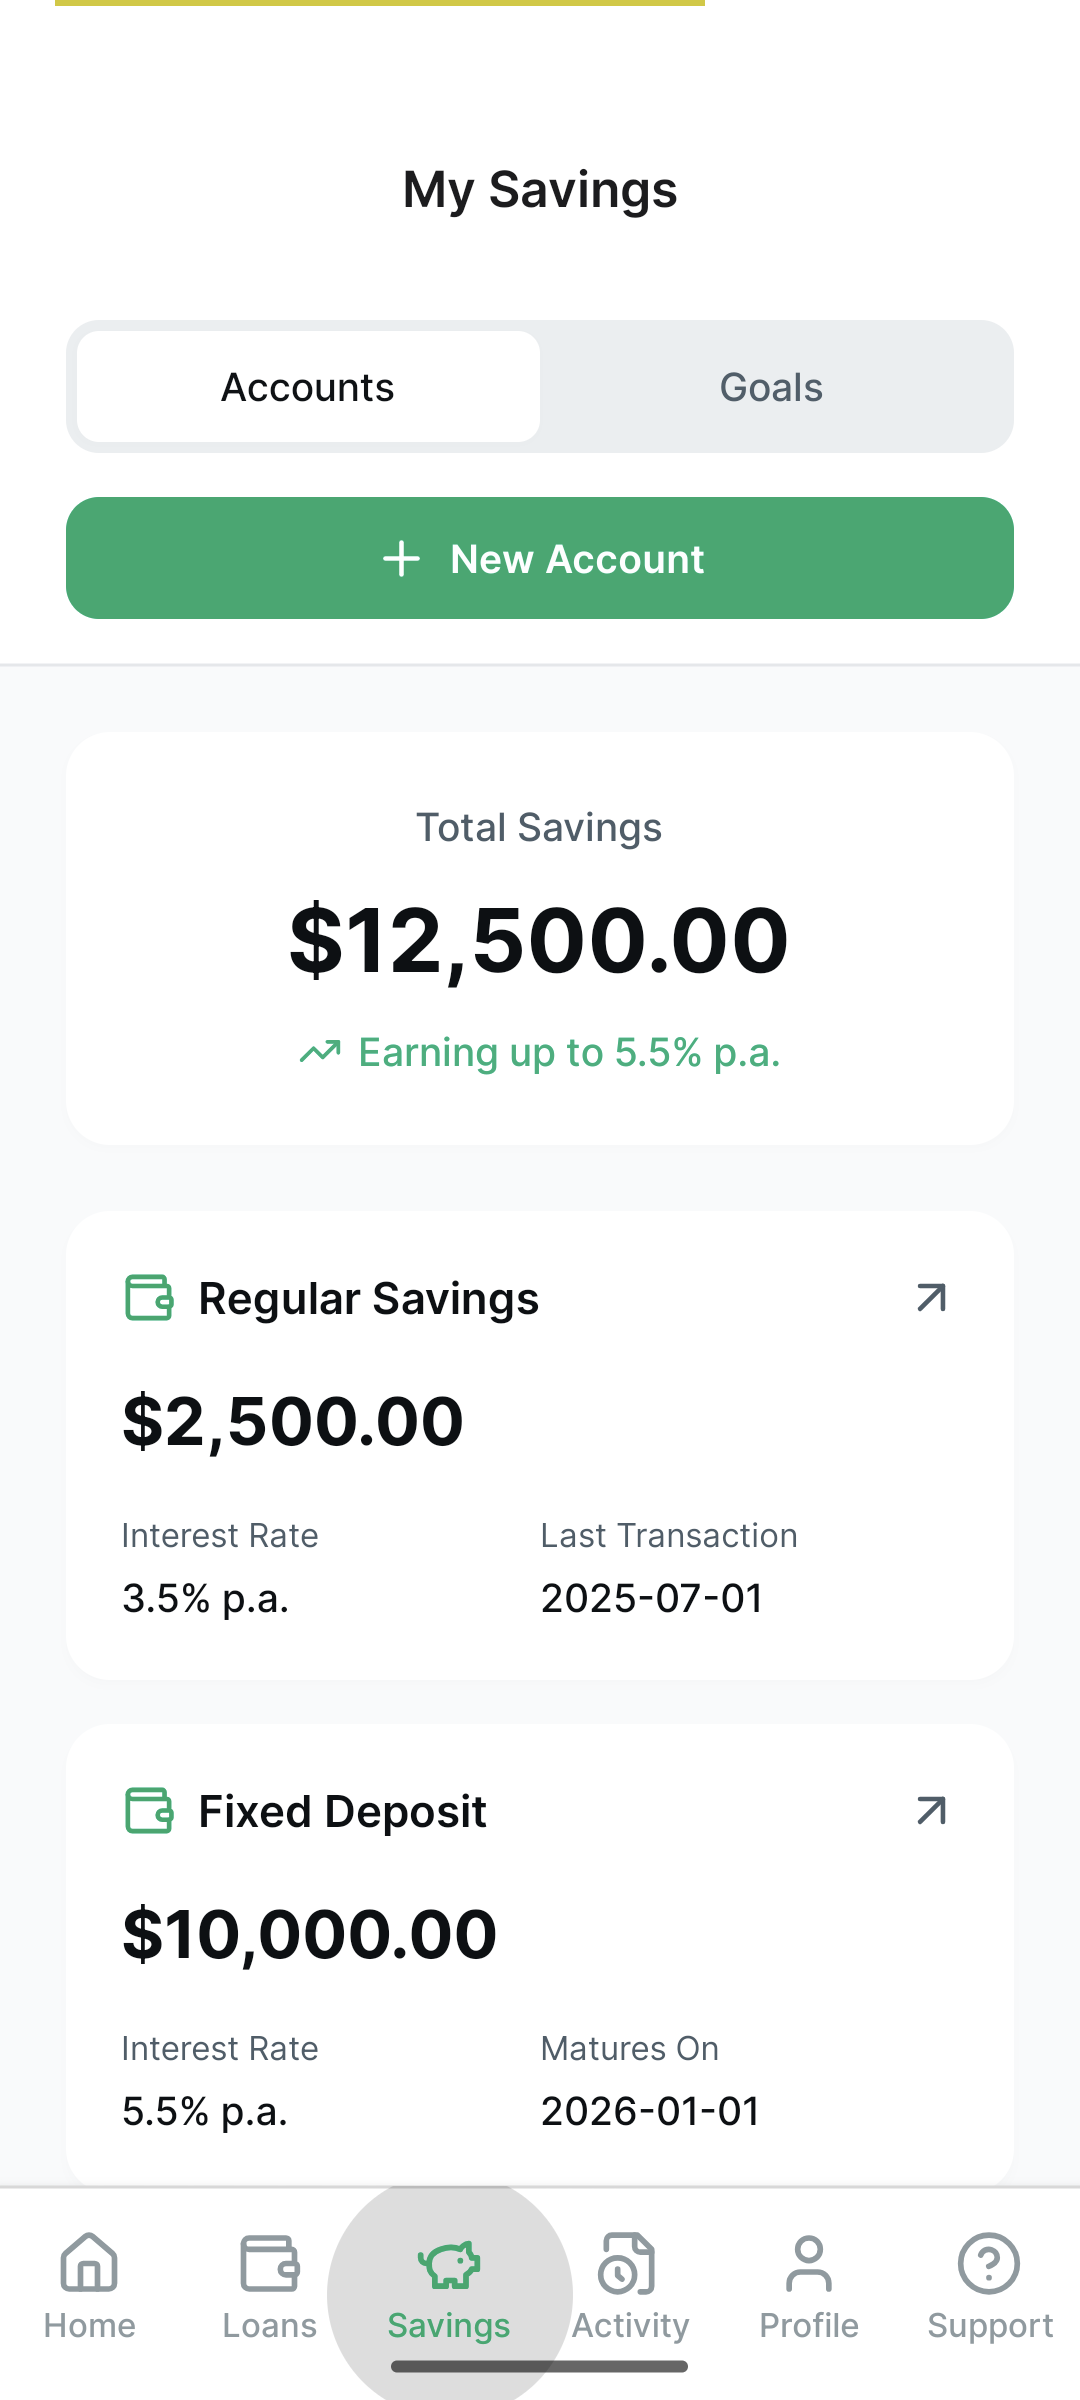 My Savings
Accounts
Goals
New Account
Total Savings
$12,500.00
Earning up to 5.5% p.a.
Regular Savings
$2,500.00
Interest Rate
Last Transaction
3.5% p.a.
2025-07-01
Fixed Deposit
$10,000.00
Interest Rate
Matures On
5.5% p.a.
2026-01-01
Home
Loans
Savings
Activity
Profile
Support